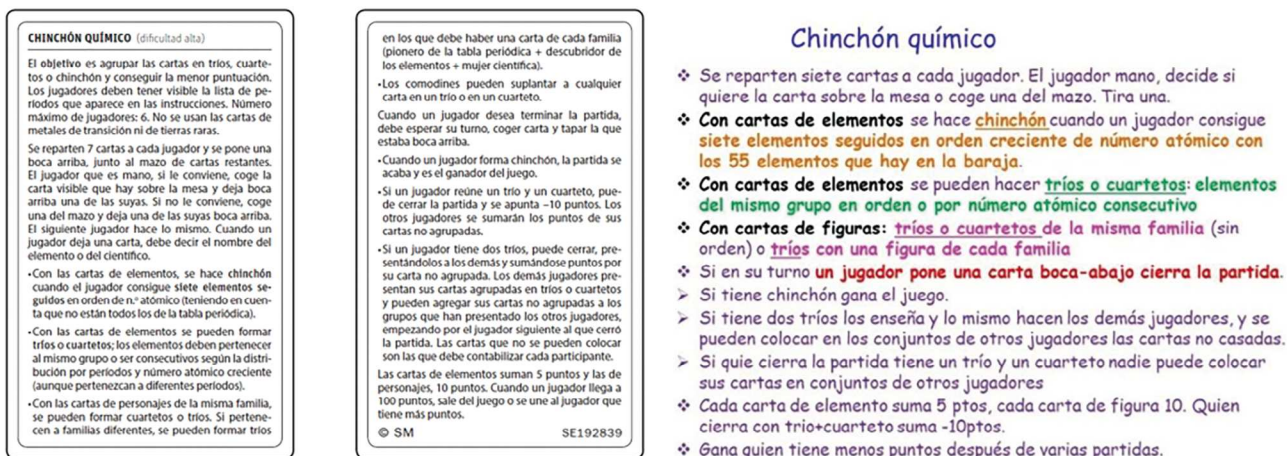 CHINCHÓN QUÍMICO (dificultad alta)
El objetivo es agrupar las cartas en tríos, cuarte-
tos o chinchón y conseguir la menor puntuación.
Los jugadores deben tener visible la lista de pe-
ríodos que aparece en las instrucciones. Número
máximo de jugadores: 6. No se usan las cartas de
metales de transición ni de tierras raras.
Se reparten 7 cartas a cada jugador y se pone una
boca arriba, junto al mazo de cartas restantes.
El jugador que es mano, si le conviene, coge la
carta visible que hay sobre la mesa y deja boca
arriba una de las suyas. Si no le conviene, coge
una del mazo y deja una de las suyas boca arriba.
El siguiente jugador hace lo mismo. Cuando un
jugador deja una carta, debe decir el nombre del
elemento o del científico.
•Con las cartas de elementos, se hace chinchón
cuando el jugador consigue siete elementos se-
guidos en orden de n.º atómico (teniendo en cuen-
ta que no están todos los de la tabla periódica).
•Con las cartas de elementos se pueden formar
tríos o cuartetos; los elementos deben pertenecer
al mismo grupo o ser consecutivos según la distri-
bución por períodos y número atómico creciente
(aunque pertenezcan a diferentes períodos).
•Con las cartas de personajes de la misma familia,
se pueden formar cuartetos o tríos. Si pertene-
cen a familias diferentes, se pueden formar tríos
en los que debe haber una carta de cada familia
(pionero de la tabla periódica + descubridor de
los elementos + mujer científica).
•Los comodines pueden suplantar a cualquier
carta en un trío o en un cuarteto.
Cuando un jugador desea terminar la partida,
debe esperar su turno, coger carta y tapar la que
estaba boca arriba.
•Cuando un jugador forma chinchón, la partida se
acaba y es el ganador del juego.
•Si un jugador reúne un trío y un cuarteto, pue-
de cerrar la partida y se apunta –10 puntos. Los
otros jugadores se sumarán los puntos de sus
cartas no agrupadas.
•Si un jugador tiene dos tríos, puede cerrar, pre-
sentándolos a los demás y sumándose puntos por
su carta no agrupada. Los demás jugadores pre-
sentan sus cartas agrupadas en tríos o cuartetos
y pueden agregar sus cartas no agrupadas a los
grupos que han presentado los otros jugadores,
empezando por el jugador siguiente al que cerró
la partida. Las cartas que no se pueden colocar
son las que debe contabilizar cada participante.
Las cartas de elementos suman 5 puntos y las de
personajes, 10 puntos. Cuando un jugador llega a
100 puntos, sale del juego o se une al jugador que
tiene más puntos.
© SM SE192839
Chinchón químico
❖ Se reparten siete cartas a cada jugador. El jugador mano, decide si
quiere la carta sobre la mesa o coge una del mazo. Tira una.
❖ Con cartas de elementos se hace chinchón cuando un jugador consigue
siete elementos seguidos en orden creciente de número atómico con
los 55 elementos que hay en la baraja.
❖ Con cartas de elementos se pueden hacer tríos o cuartetos: elementos
del mismo grupo en orden o por número atómico consecutivo
❖ Con cartas de figuras: tríos o cuartetos de la misma familia (sin
orden) o tríos con una figura de cada familia
❖ Si en su turno un jugador pone una carta boca-abajo cierra la partida.
➢ Si tiene chinchón gana el juego.
➢ Si tiene dos tríos los enseña y lo mismo hacen los demás jugadores, y se
pueden colocar en los conjuntos de otros jugadores las cartas no casadas.
➢ Si quie cierra la partida tiene un trío y un cuarteto nadie puede colocar
sus cartas en conjuntos de otros jugadores
❖ Cada carta de elemento suma 5 ptos, cada carta de figura 10. Quien
cierra con trio+cuarteto suma -10ptos.
❖ Gana quien tiene menos puntos después de varias partidas.